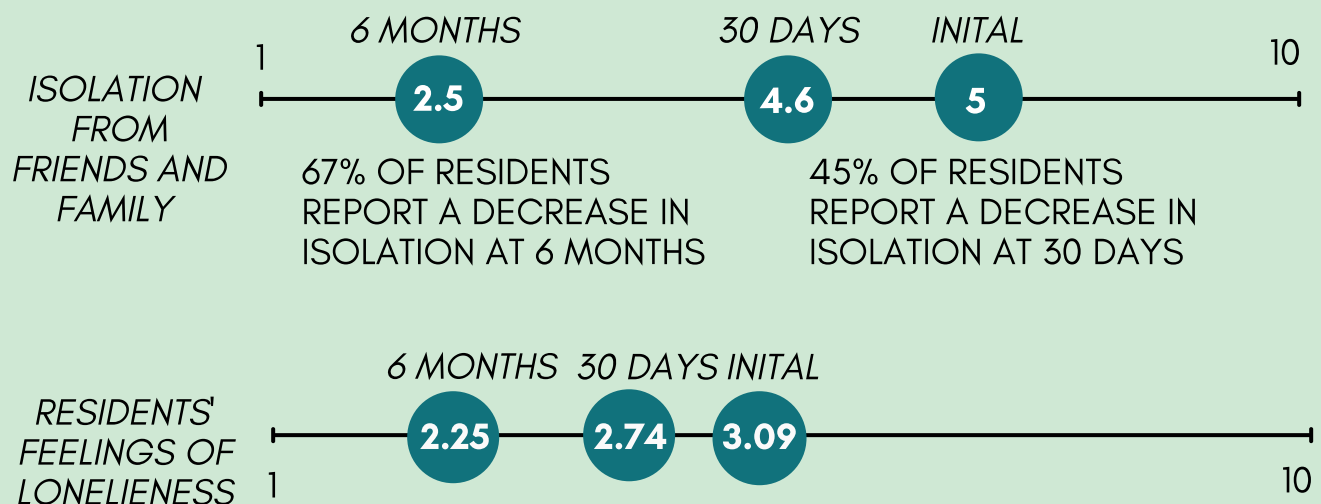 6 MONTHS
30 DAYS
INITAL
1
10
ISOLATION
FROM
FRIENDS AND
FAMILY
2.5
4.6
5
67% OF RESIDENTS
REPORT A DECREASE IN
ISOLATION AT 6 MONTHS
45% OF RESIDENTS
REPORT A DECREASE IN
ISOLATION AT 30 DAYS
6 MONTHS
30 DAYS
INITAL
RESIDENTS'
FEELINGS OF
LONELIENESS
2.25
2.74
3.09
1
10